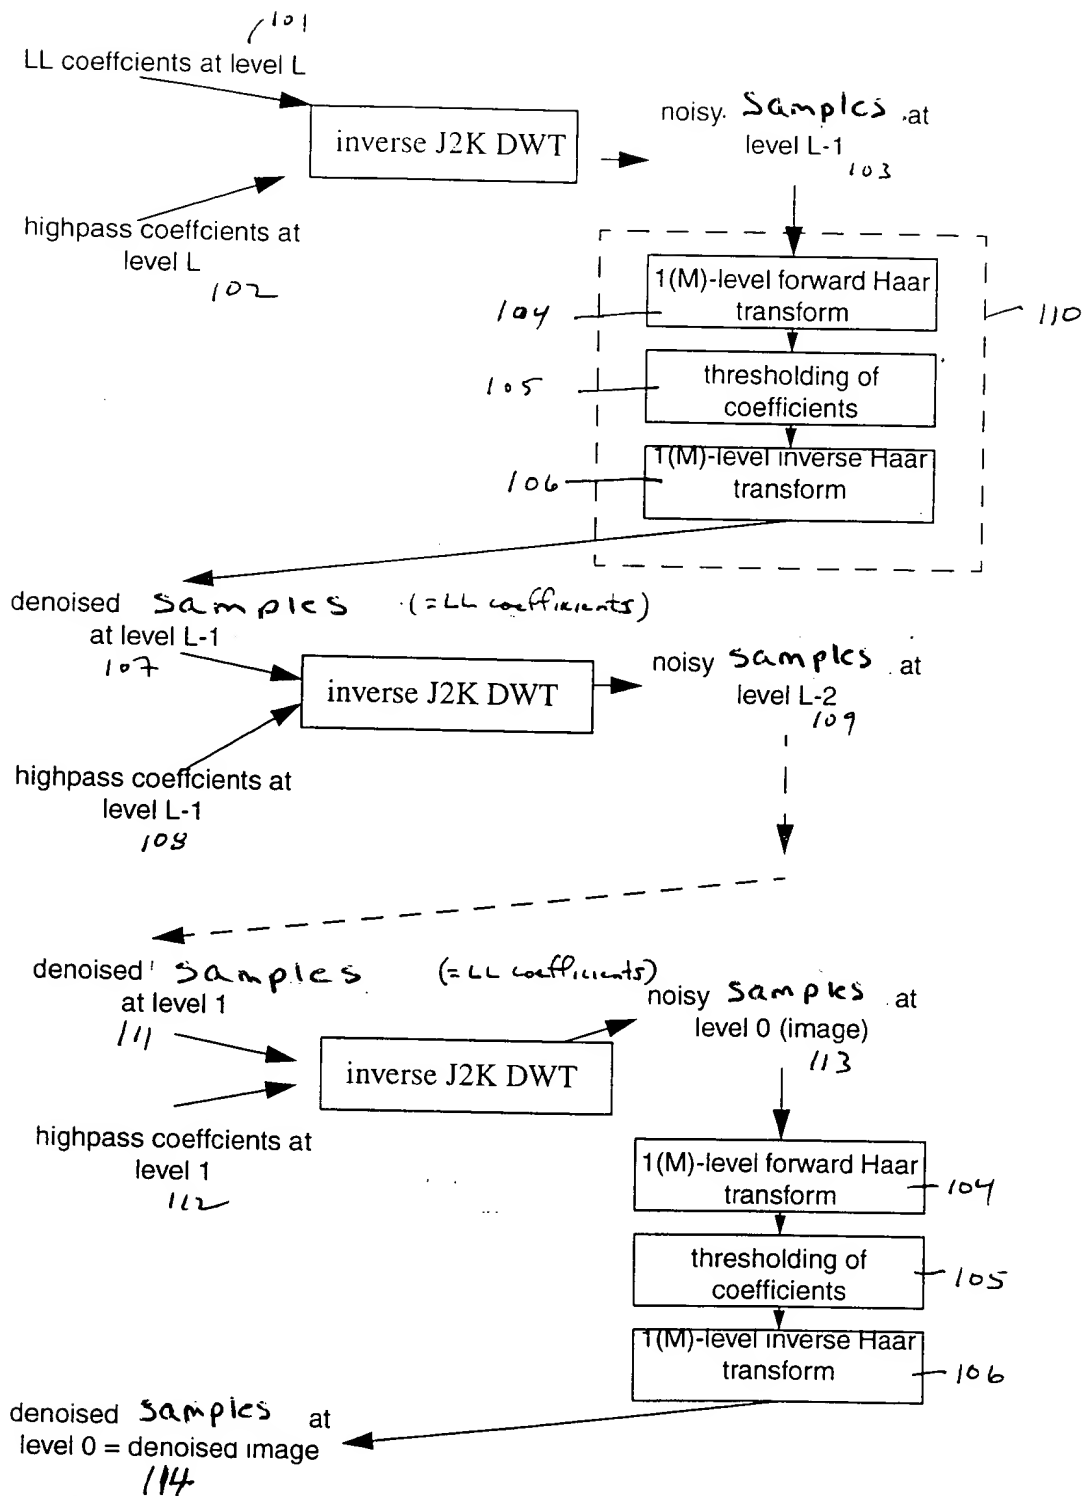 101
LL coeffcients at level L
inverse J2K DWT
noisy samples at
level L-1
103
highpass coeffcients at
level L
102
1(M)-level forward Haar
transform
104
110
thresholding of
coefficients
105
1(M)-level inverse Haar
transform
106
denoised samples (=LL coefficients)
at level L-1
107
inverse J2K DWT
noisy samples at
level L-2
109
highpass coeffcients at
level L-1
108
denoised samples (=LL coefficients)
at level 1
111
inverse J2K DWT
noisy samples at
level 0 (image)
113
highpass coeffcients at
level 1
112
1(M)-level forward Haar
transform
104
thresholding of
coefficients
105
1(M)-level inverse Haar
transform
106
denoised samples at
level 0 = denoised image
114